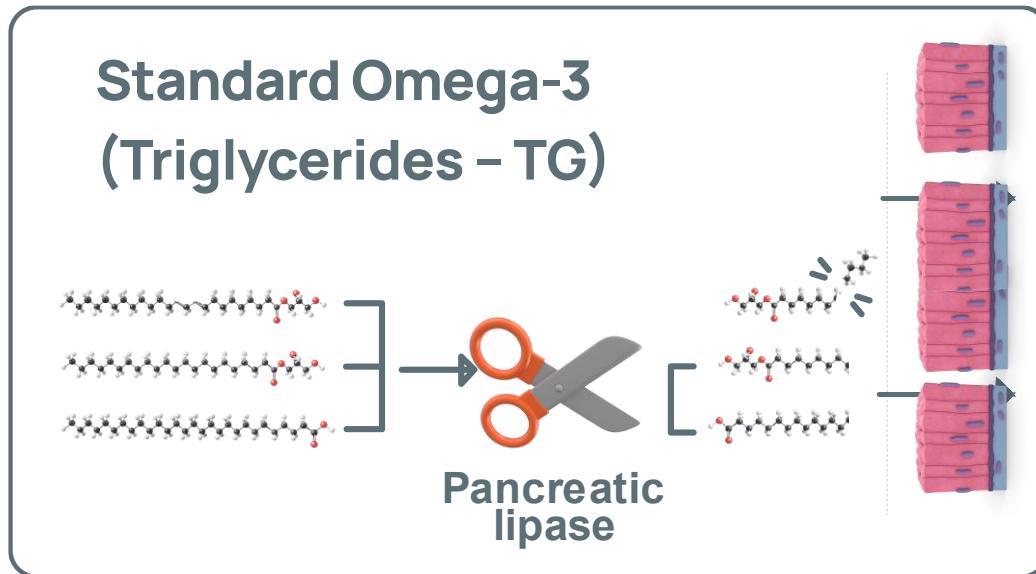 Standard Omega-3
(Triglycerides – TG)
Pancreatic
lipase